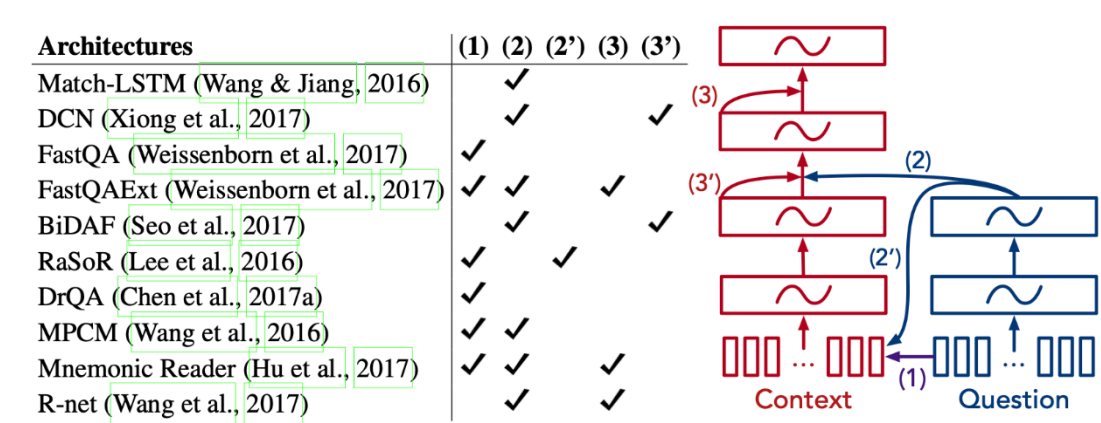 Architectures (1) (2) (2') (3) (3')
Match-LSTM (Wang & Jiang, 2016) ✓
DCN (Xiong et al., 2017) ✓ ✓
FastQA (Weissenborn et al., 2017) ✓
FastQAExt (Weissenborn et al., 2017) ✓ ✓ ✓
BiDAF (Seo et al., 2017) ✓ ✓
RaSoR (Lee et al., 2016) ✓ ✓
DrQA (Chen et al., 2017a) ✓
MPCM (Wang et al., 2016) ✓ ✓
Mnemonic Reader (Hu et al., 2017) ✓ ✓ ✓
R-net (Wang et al., 2017) ✓ ✓
(3)
(2)
(3')
(2')
... ...
(1)
Context Question